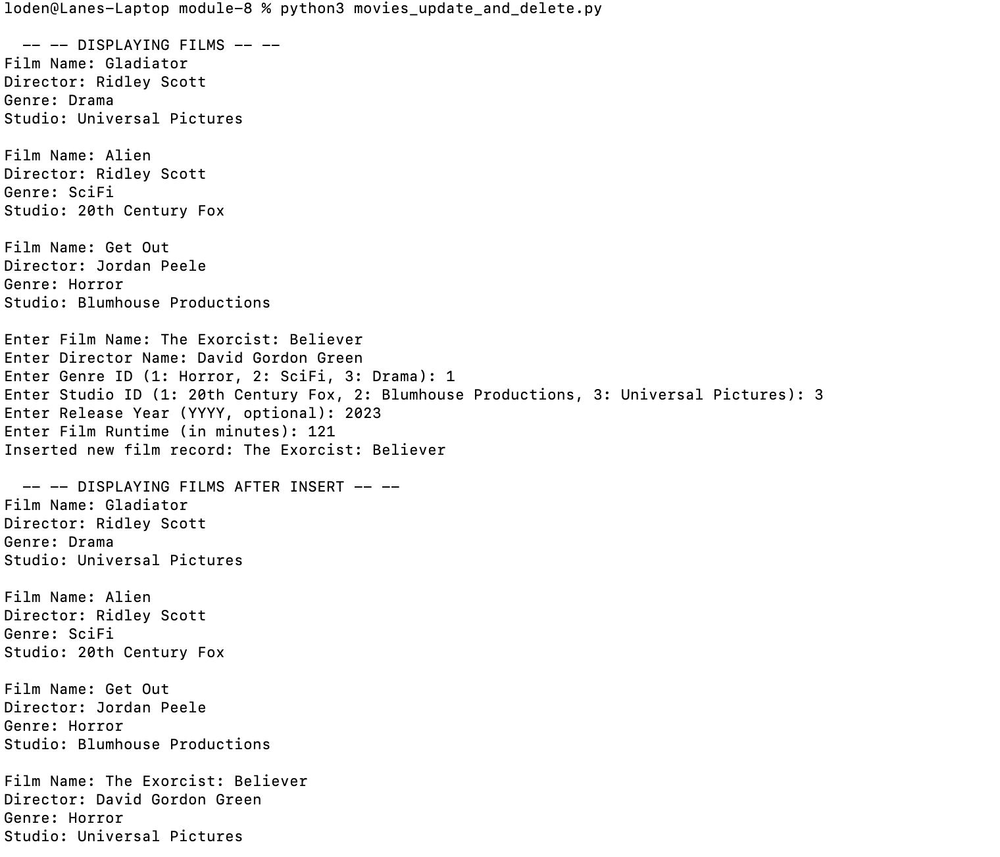 loden@Lanes-Laptop module-8 % python3 movies_update_and_delete.py
-- -- DISPLAYING FILMS -- --
Film Name: Gladiator
Director: Ridley Scott
Genre: Drama
Studio: Universal Pictures
Film Name: Alien
Director: Ridley Scott
Genre: SciFi
Studio: 20th Century Fox
Film Name: Get Out
Director: Jordan Peele
Genre: Horror
Studio: Blumhouse Productions
Enter Film Name: The Exorcist: Believer
Enter Director Name: David Gordon Green
Enter Genre ID (1: Horror, 2: SciFi, 3: Drama): 1
Enter Studio ID (1: 20th Century Fox, 2: Blumhouse Productions, 3: Universal Pictures): 3
Enter Release Year (YYYY, optional): 2023
Enter Film Runtime (in minutes): 121
Inserted new film record: The Exorcist: Believer
-- -- DISPLAYING FILMS AFTER INSERT -- --
Film Name: Gladiator
Director: Ridley Scott
Genre: Drama
Studio: Universal Pictures
Film Name: Alien
Director: Ridley Scott
Genre: SciFi
Studio: 20th Century Fox
Film Name: Get Out
Director: Jordan Peele
Genre: Horror
Studio: Blumhouse Productions
Film Name: The Exorcist: Believer
Director: David Gordon Green
Genre: Horror
Studio: Universal Pictures